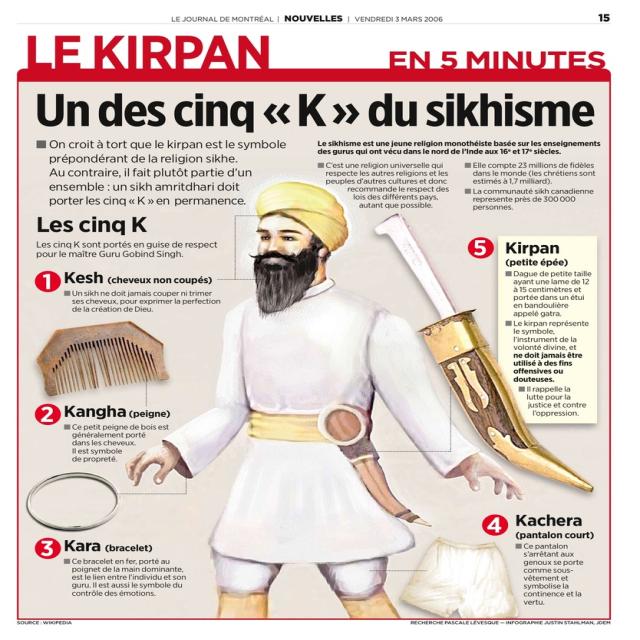 LE JOURNAL DE MONTRÉAL | NOUVELLES | VENDREDI 3 MARS 2006
15
LE KIRPAN
EN 5 MINUTES
Un des cinq « K » du sikhisme
On croit à tort que le kirpan est le symbole
prépondérant de la religion sikhe.
Au contraire, il fait plutôt partie d'un
ensemble : un sikh amritdhari doit
porter les cinq « K » en permanence.
Le sikhisme est une jeune religion monothéiste basée sur les enseignements
des gurus qui ont vécu dans le nord de l'Inde aux 16e et 17e siècles.
C'est une religion universelle qui
respecte les autres religions et les
peuples d'autres cultures et donc
recommande le respect des
lois des différents pays,
autant que possible.
Elle compte 23 millions de fidèles
dans le monde (les chrétiens sont
estimés à 1,7 milliard).
La communauté sikh canadienne
représente près de 300 000
personnes.
Les cinq K
Les cinq K sont portés en guise de respect
pour le maître Guru Gobind Singh.
1 Kesh (cheveux non coupés)
Un sikh ne doit jamais couper ni trimer
ses cheveux, pour exprimer la perfection
de la création de Dieu.
2 Kangha (peigne)
Ce petit peigne de bois est
généralement porté
dans les cheveux.
Il est symbole
de propreté.
3 Kara (bracelet)
Ce bracelet en fer, porté au
poignet de la main dominante,
est le lien entre l'individu et son
guru. Il est aussi le symbole du
contrôle des émotions.
4 Kachera
(pantalon court)
Ce pantalon
s'arrêtant aux
genoux se porte
comme sous-
vêtement et
symbolise la
continence et la
vertu.
5 Kirpan
(petite épée)
Dague de petite taille
ayant une lame de 12
à 15 centimètres et
portée dans un étui
en bandoulière
appelé gatra.
Le kirpan représente
le symbole,
l'instrument de la
volonté divine, et
ne doit jamais être
utilisé à des fins
offensives ou
douteuses.
Il rappelle la
lutte pour la
justice et contre
l'oppression.
SOURCE : WIKIPEDIA
RECHERCHE PASCALE LÉVESQUE — INFOGRAPHIE JUSTIN STAHLMAN, JDEM